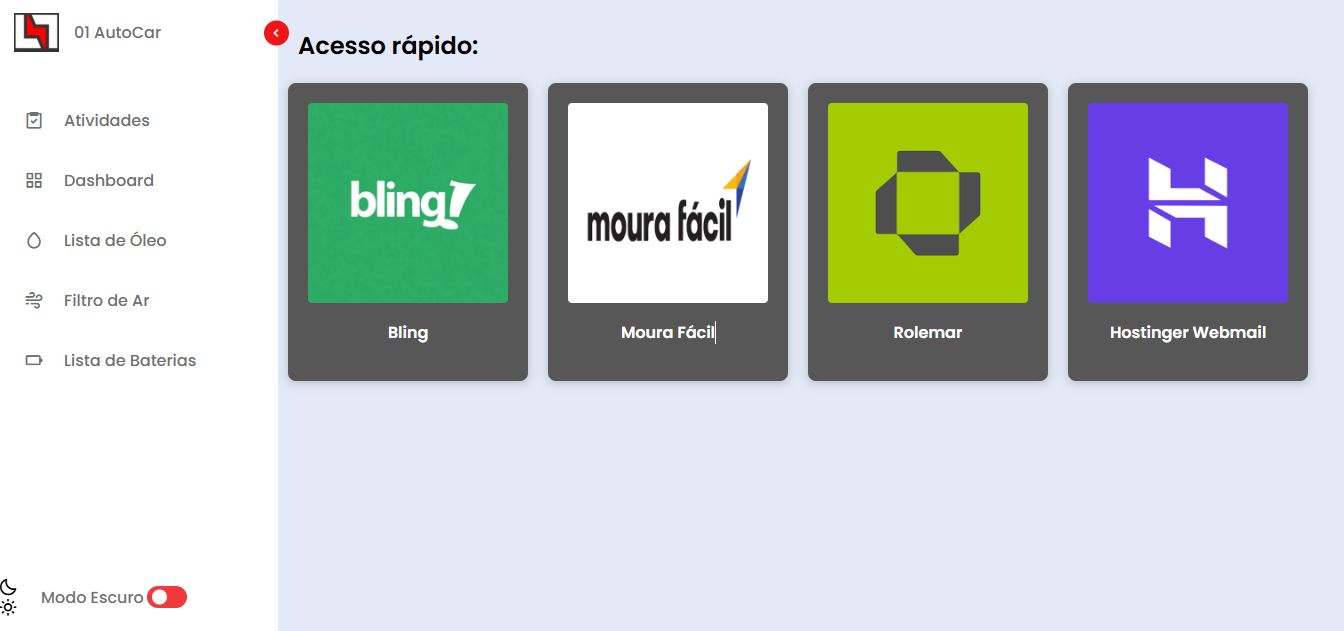 01 AutoCar
Atividades
Dashboard
Lista de Óleo
Filtro de Ar
Lista de Baterias
Modo Escuro
Acesso rápido:
bling
Bling
moura fácil
Moura Fácil
Rolemar
Hostinger Webmail